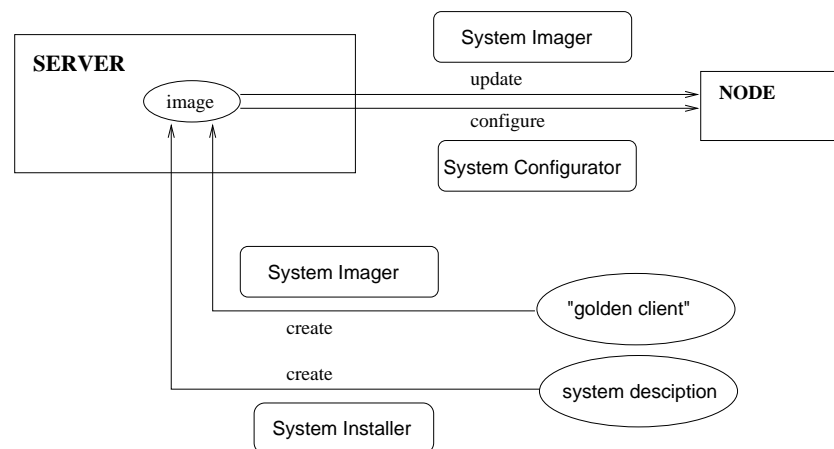 System Imager
SERVER
update
image
NODE
configure
System Configurator
System Imager
"golden client"
create
create
system desciption
System Installer